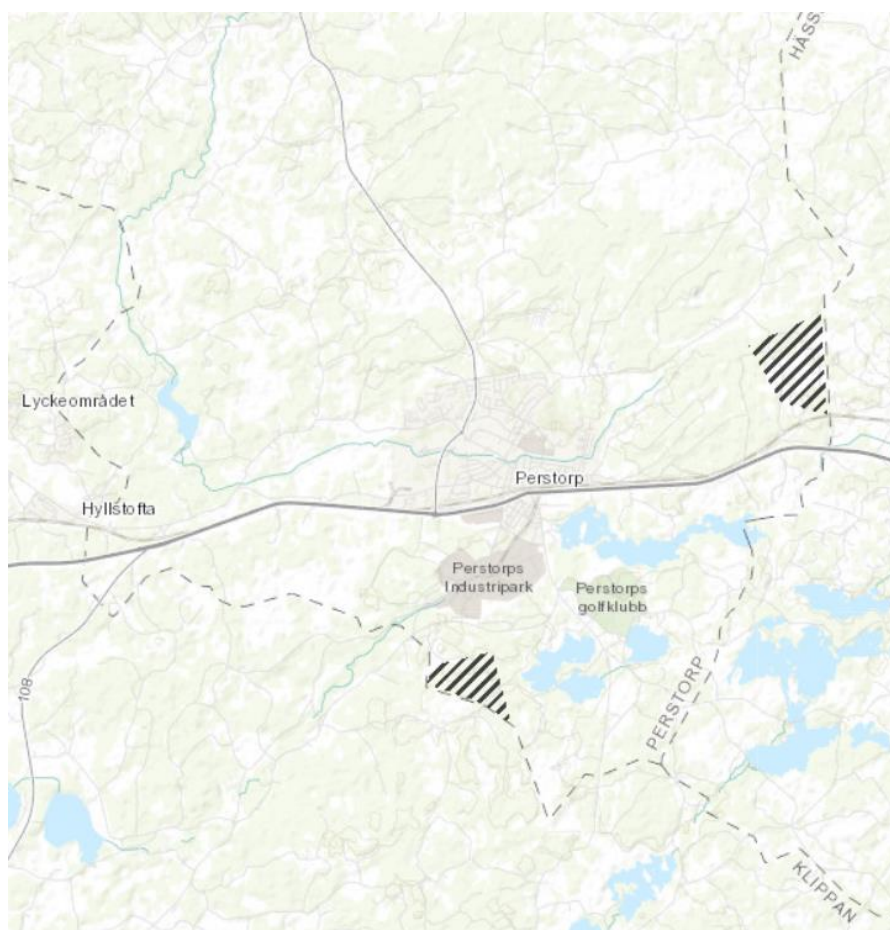 HÄSS
Lyckeområdet
Perstorp
Hyllstofta
Perstorps
Industripark
Perstorps
golfklubb
108
PERSTORP
KLIPPAN